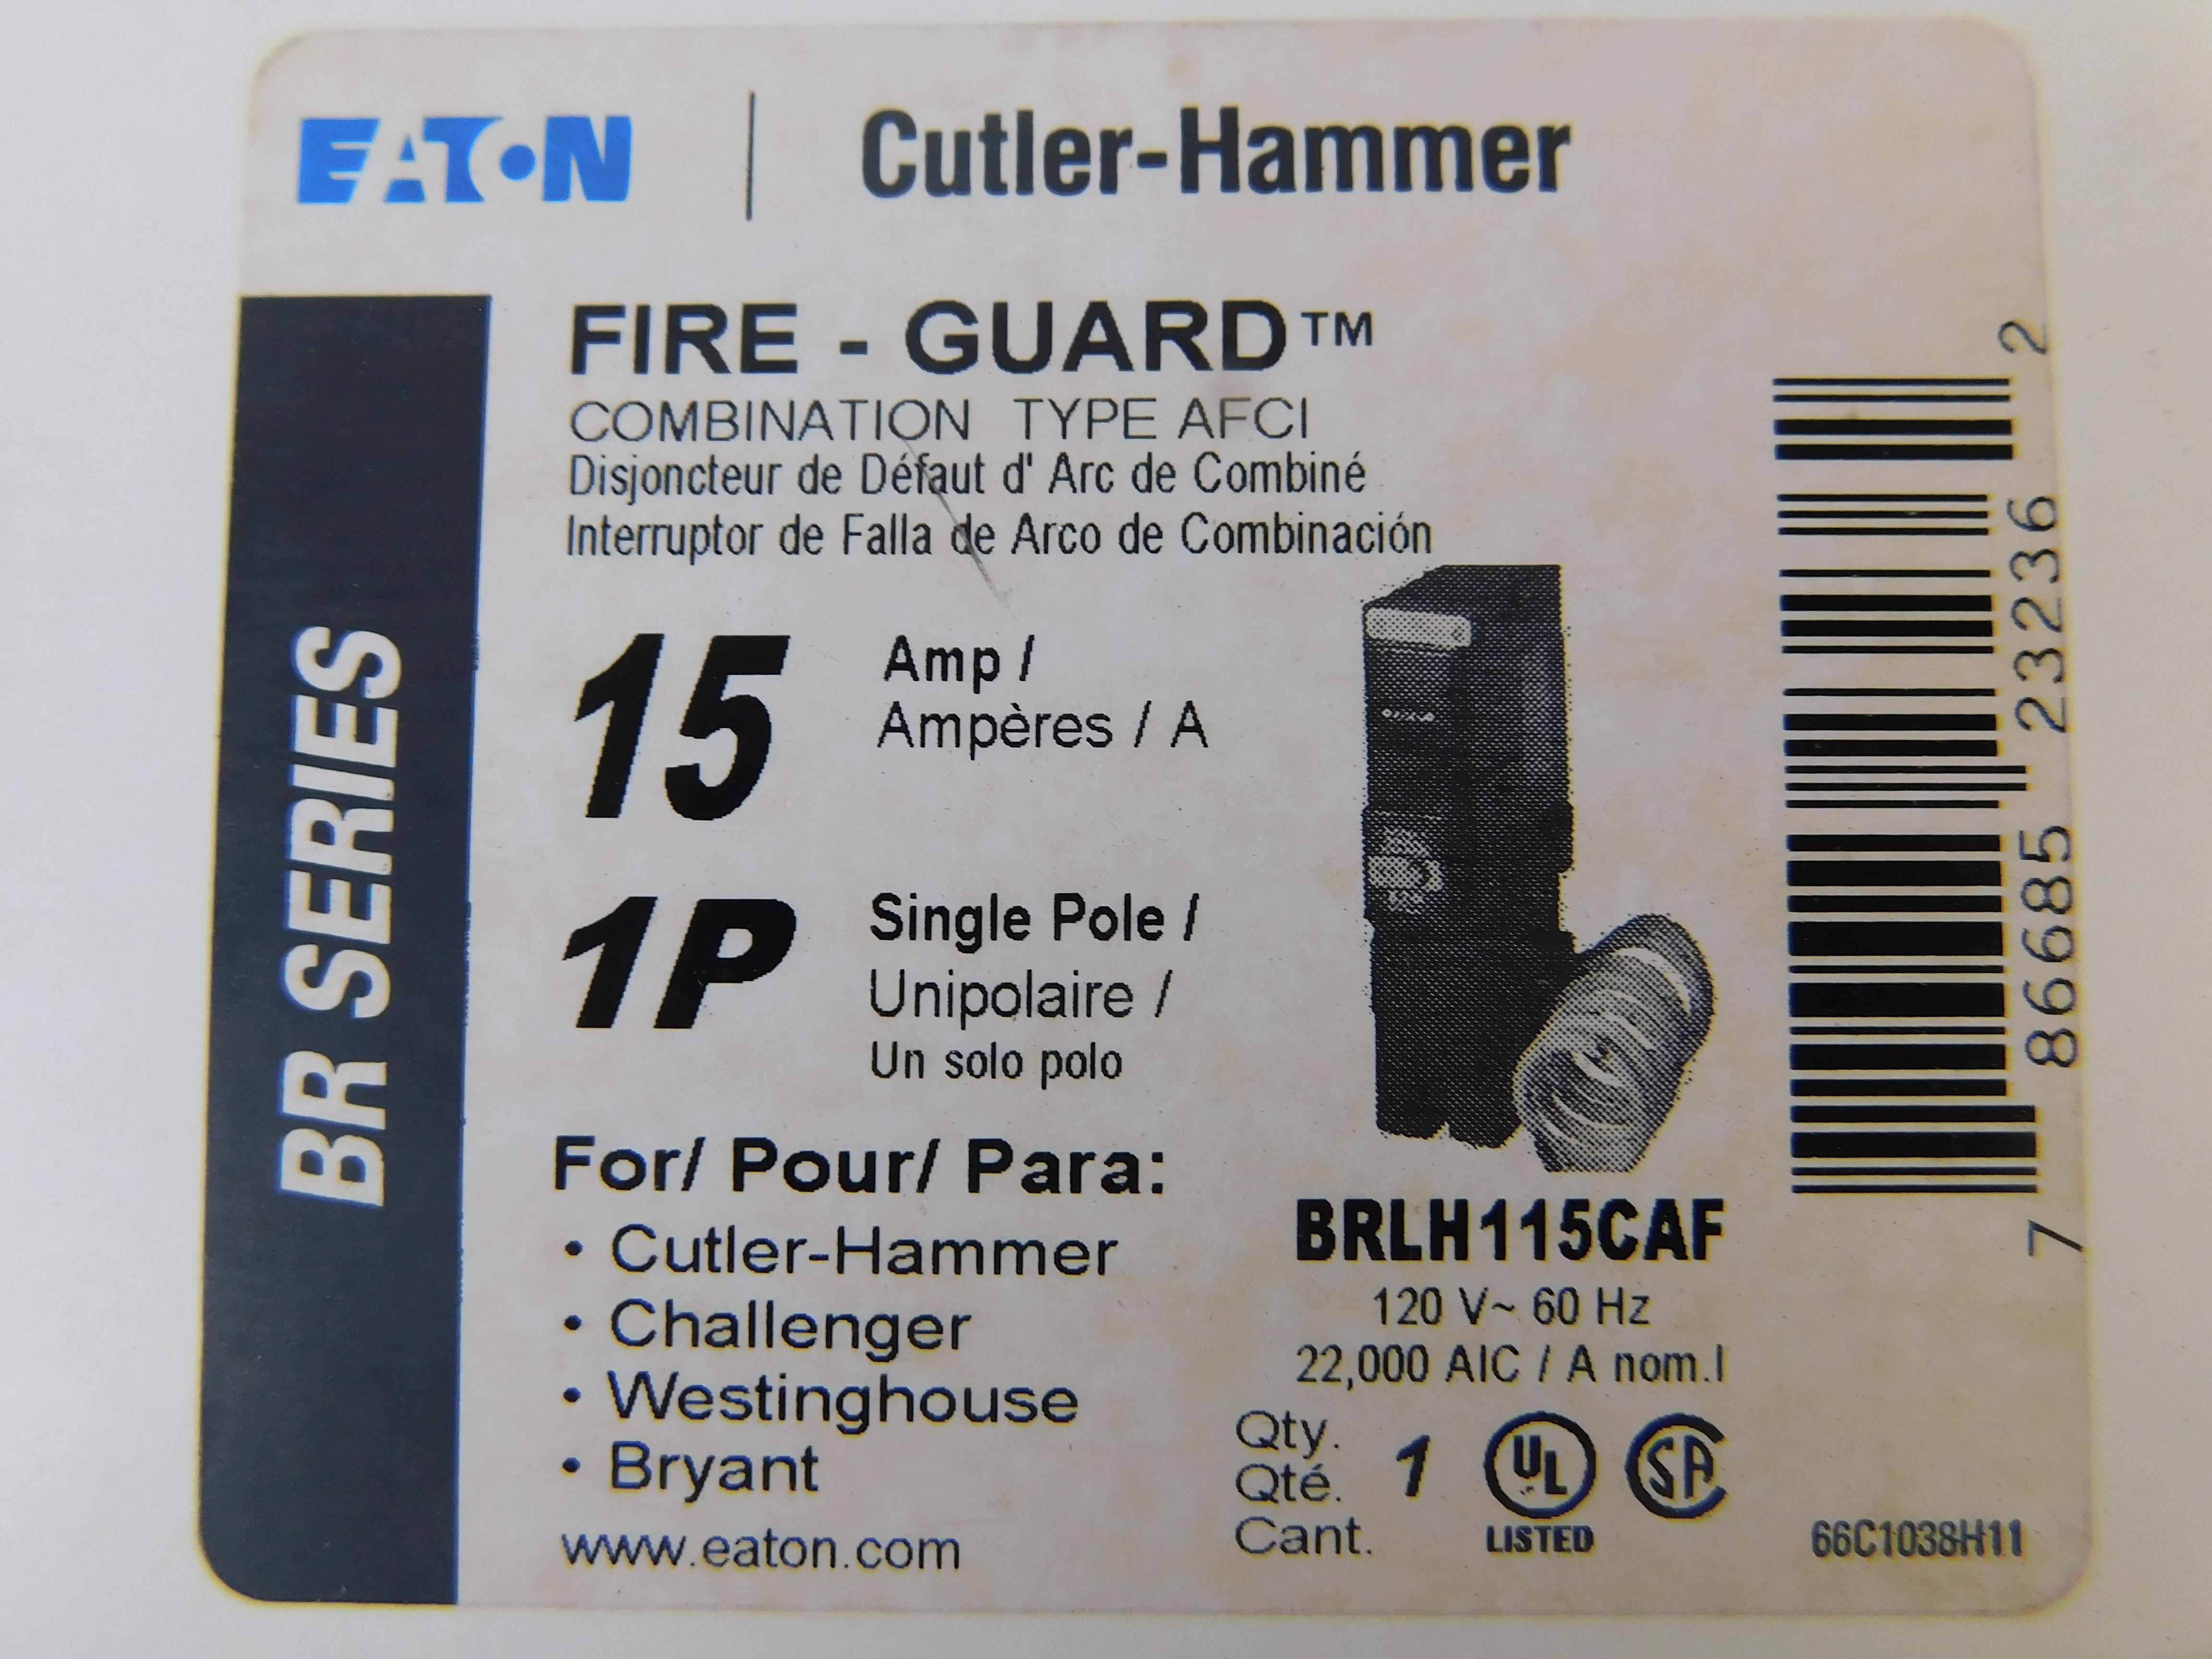 EATON | Cutler-Hammer
BR SERIES
FIRE - GUARD™
COMBINATION TYPE AFCI
Disjoncteur de Défaut d' Arc de Combiné
Interruptor de Falla de Arco de Combinación
15 Amp /
Ampères / A
1P Single Pole /
Unipolaire /
Un solo polo
For/ Pour/ Para:
• Cutler-Hammer
• Challenger
• Westinghouse
• Bryant
www.eaton.com
BRLH115CAF
120 V~ 60 Hz
22,000 AIC / A nom.I
Qty.
Qté. 1
Cant.
UL
LISTED
SA
66C1038H11
7 86685 23236 2